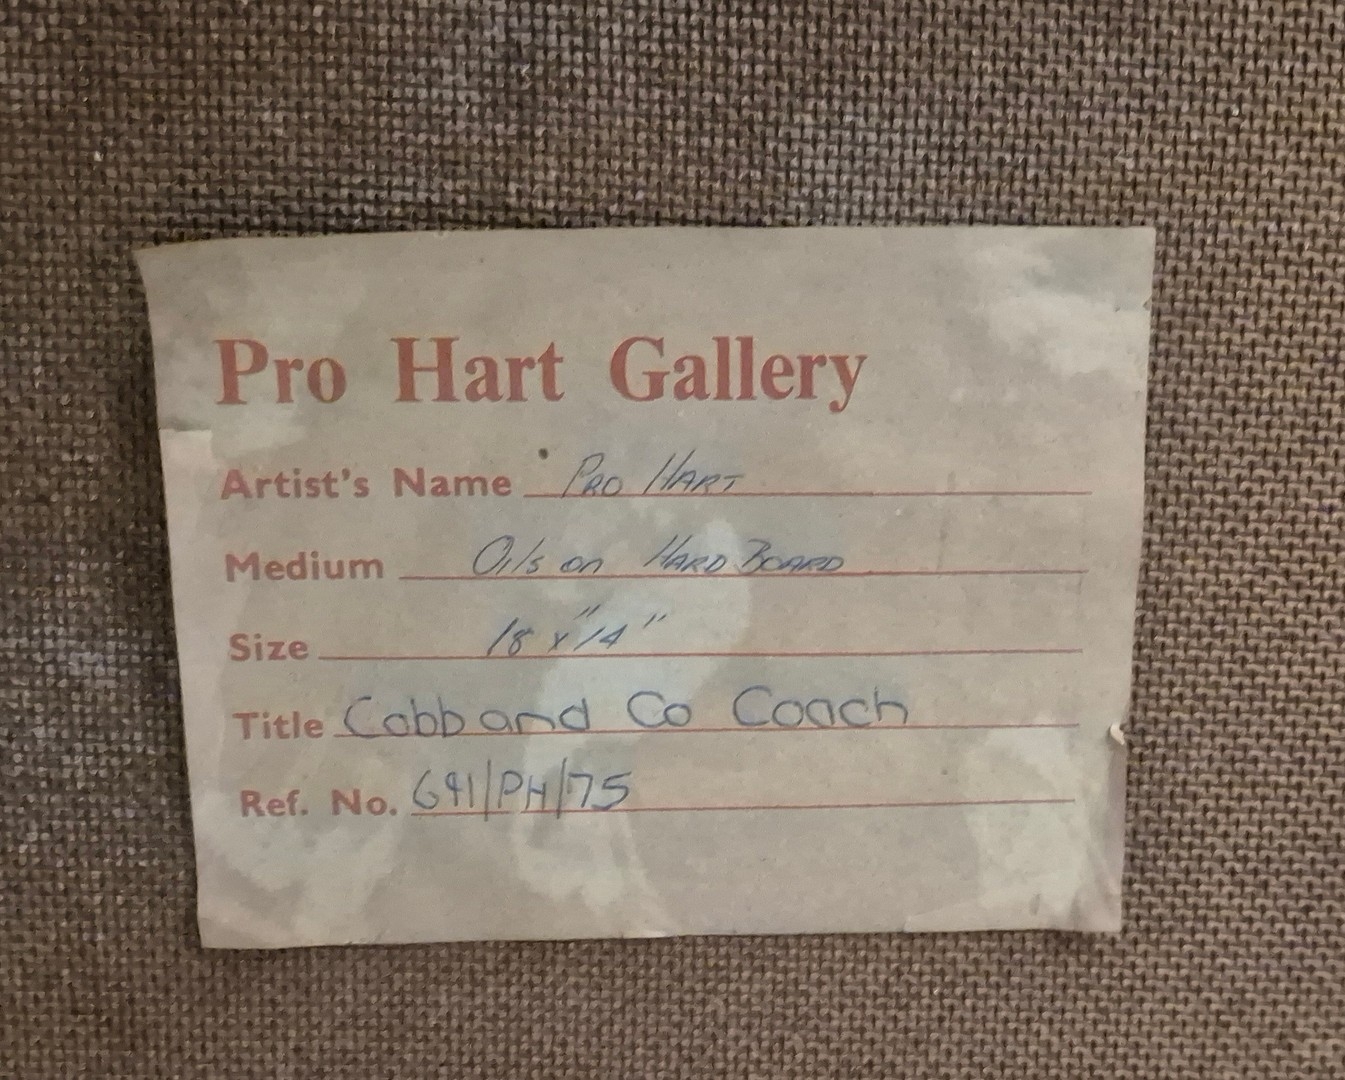 Pro Hart Gallery
Artist's Name PRO HART
Medium Oils on HARD BOARD
Size 18" x 14"
Title Cobb and Co Coach
Ref. No. 691/PH/75